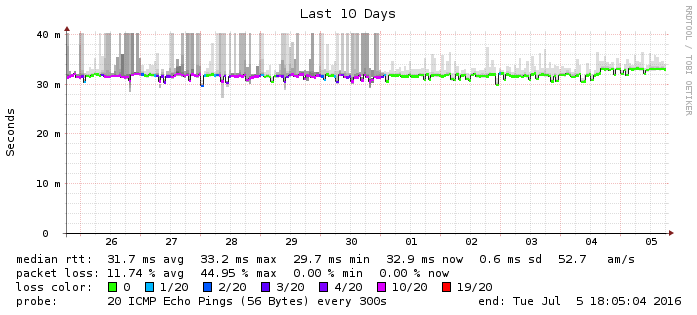 Last 10 Days
RRDTOOL / TOBI OETIKER
Seconds
40 m
30 m
20 m
10 m
0
26 27 28 29 30 01 02 03 04 05
median rtt: 31.7 ms avg 33.2 ms max 29.7 ms min 32.9 ms now 0.6 ms sd 52.7 am/s
packet loss: 11.74 % avg 44.95 % max 0.00 % min 0.00 % now
loss color: 0 1/20 2/20 3/20 4/20 10/20 19/20
probe: 20 ICMP Echo Pings (56 Bytes) every 300s end: Tue Jul 5 18:05:04 2016